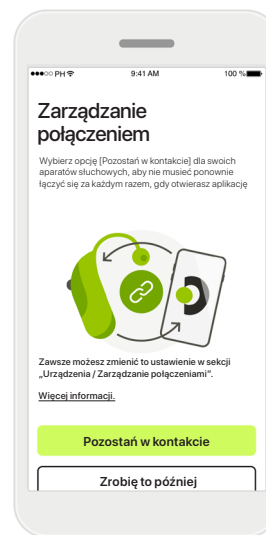 ●●●○○ PH 9:41 AM 100 %
Zarządzanie
połączeniem
Wybierz opcję [Pozostań w kontakcie] dla swoich
aparatów słuchowych, aby nie musieć ponownie
łączyć się za każdym razem, gdy otwierasz aplikację
Zawsze możesz zmienić to ustawienie w sekcji
„Urządzenia / Zarządzanie połączeniami“.
Więcej informacji.
Pozostań w kontakcie
Zrobię to później